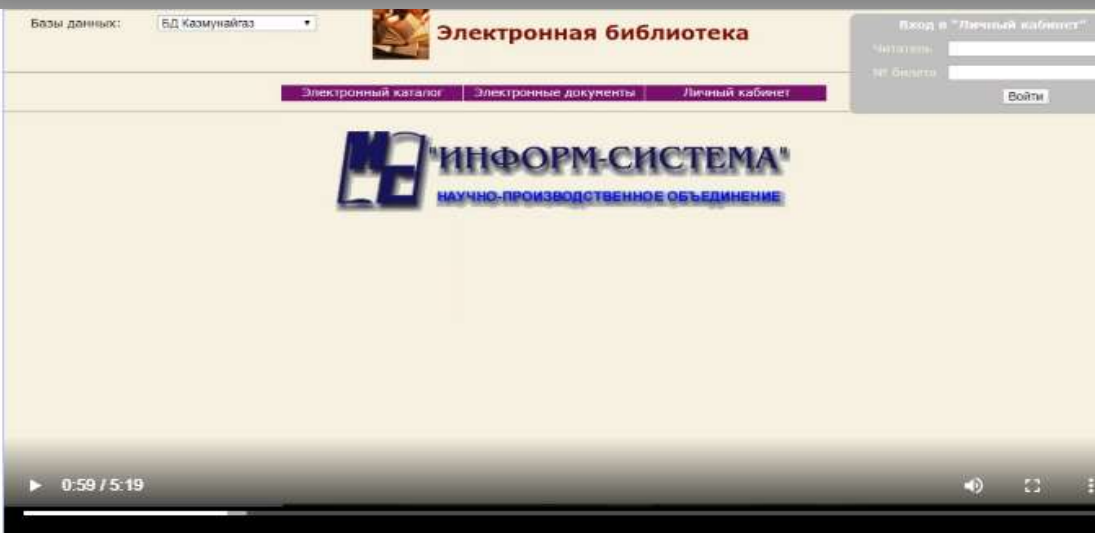 Базы данных: БД Казмунайгаз
Электронная библиотека
Вход в "Личный кабинет"
Читатель
№ билета
Войти
Электронный каталог Электронные документы Личный кабинет
"ИНФОРМ-СИСТЕМА"
НАУЧНО-ПРОИЗВОДСТВЕННОЕ ОБЪЕДИНЕНИЕ
0:59 / 5:19